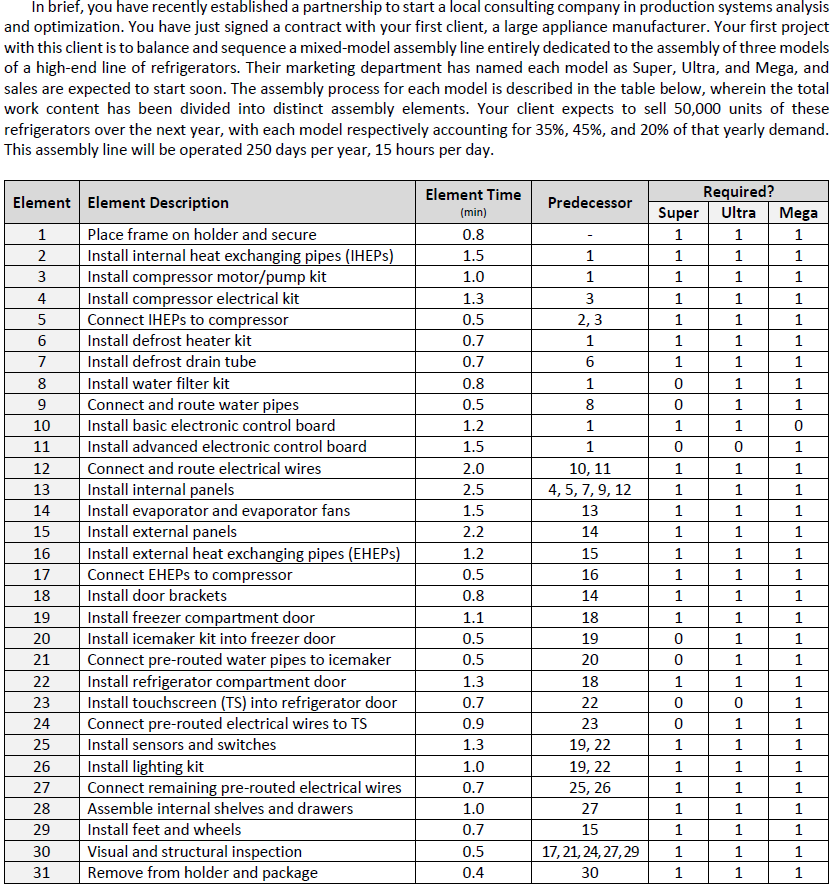 In brief, you have recently established a partnership to start a local consulting company in production systems analysis
and optimization. You have just signed a contract with your first client, a large appliance manufacturer. Your first project
with this client is to balance and sequence a mixed-model assembly line entirely dedicated to the assembly of three models
of a high-end line of refrigerators. Their marketing department has named each model as Super, Ultra, and Mega, and
sales are expected to start soon. The assembly process for each model is described in the table below, wherein the total
work content has been divided into distinct assembly elements. Your client expects to sell 50,000 units of these
refrigerators over the next year, with each model respectively accounting for 35%, 45%, and 20% of that yearly demand.
This assembly line will be operated 250 days per year, 15 hours per day.
Element Element Description Element Time (min) Predecessor Required?
Super Ultra Mega
1 Place frame on holder and secure 0.8 - 1 1 1
2 Install internal heat exchanging pipes (IHEPs) 1.5 1 1 1 1
3 Install compressor motor/pump kit 1.0 1 1 1 1
4 Install compressor electrical kit 1.3 3 1 1 1
5 Connect IHEPs to compressor 0.5 2, 3 1 1 1
6 Install defrost heater kit 0.7 1 1 1 1
7 Install defrost drain tube 0.7 6 1 1 1
8 Install water filter kit 0.8 1 0 1 1
9 Connect and route water pipes 0.5 8 0 1 1
10 Install basic electronic control board 1.2 1 1 1 0
11 Install advanced electronic control board 1.5 1 0 0 1
12 Connect and route electrical wires 2.0 10, 11 1 1 1
13 Install internal panels 2.5 4, 5, 7, 9, 12 1 1 1
14 Install evaporator and evaporator fans 1.5 13 1 1 1
15 Install external panels 2.2 14 1 1 1
16 Install external heat exchanging pipes (EHEPs) 1.2 15 1 1 1
17 Connect EHEPs to compressor 0.5 16 1 1 1
18 Install door brackets 0.8 14 1 1 1
19 Install freezer compartment door 1.1 18 1 1 1
20 Install icemaker kit into freezer door 0.5 19 0 1 1
21 Connect pre-routed water pipes to icemaker 0.5 20 0 1 1
22 Install refrigerator compartment door 1.3 18 1 1 1
23 Install touchscreen (TS) into refrigerator door 0.7 22 0 0 1
24 Connect pre-routed electrical wires to TS 0.9 23 0 1 1
25 Install sensors and switches 1.3 19, 22 1 1 1
26 Install lighting kit 1.0 19, 22 1 1 1
27 Connect remaining pre-routed electrical wires 0.7 25, 26 1 1 1
28 Assemble internal shelves and drawers 1.0 27 1 1 1
29 Install feet and wheels 0.7 15 1 1 1
30 Visual and structural inspection 0.5 17, 21, 24, 27, 29 1 1 1
31 Remove from holder and package 0.4 30 1 1 1